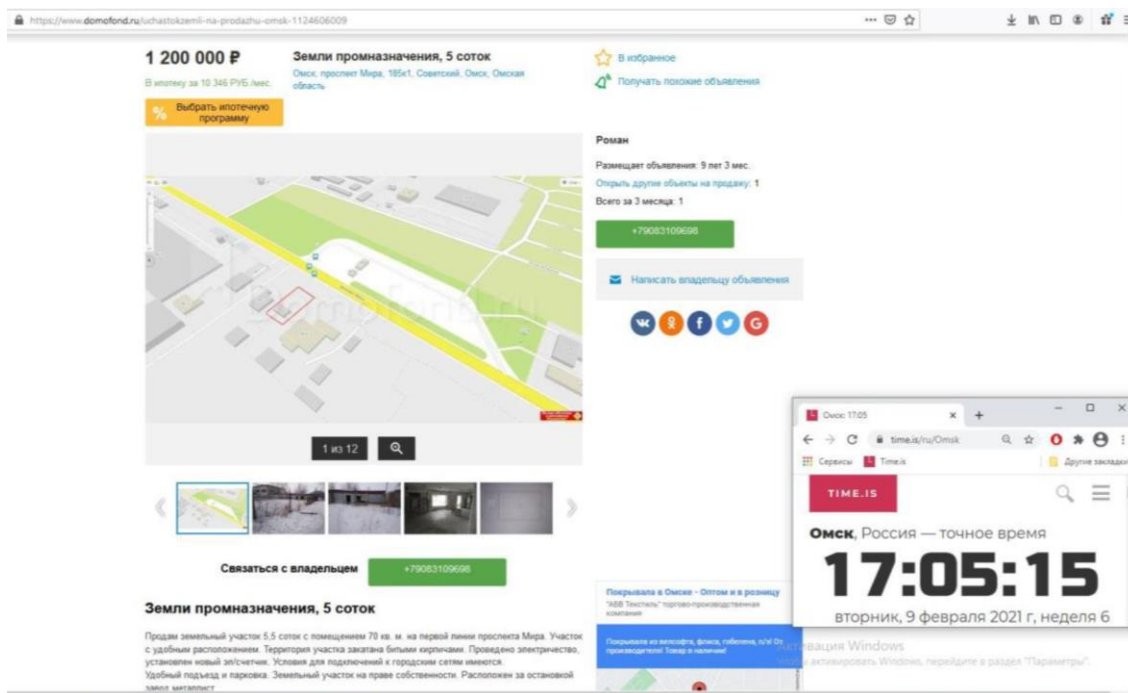 https://www.domofond.ru/uchastokzemli-na-prodazhu-omsk-1124606009
1 200 000 ₽
В ипотеку за 10 346 РУБ./мес.
% Выбрать ипотечную
программу
Земли промназначения, 5 соток
Омск, проспект Мира, 185к1, Советский, Омск, Омская
область
В избранное
Получать похожие объявления
Роман
Размещает объявления: 9 лет 3 мес.
Открыть другие объекты на продажу: 1
Всего за 3 месяца: 1
+79083109698
Написать владельцу объявления
Domofond.ru
1 из 12
Связаться с владельцем
+79083109698
Земли промназначения, 5 соток
Продам земельный участок 5,5 соток с помещением 70 кв. м. на первой линии проспекта Мира. Участок
с удобным расположением. Территория участка закатана битыми кирпичами. Проведено электричество,
установлен новый эл/счетчик. Условия для подключений к городским сетям имеются.
Удобный подъезд и парковка. Земельный участок на праве собственности. Расположен за остановкой
завод металлист
Покрывала в Омске - Оптом и в розницу
"АВВ Текстиль" торгово-производственная
компания
Покрывала из велсофта, флиса, гобелена, п/э! От
производителя! Товар в наличии!
Омск: 17:05
time.is/ru/Omsk
Сервисы
Time.is
Другие закладки
TIME.IS
Омск, Россия — точное время
17:05:15
вторник, 9 февраля 2021 г, неделя 6
Активация Windows
Чтобы активировать Windows, перейдите в раздел "Параметры".